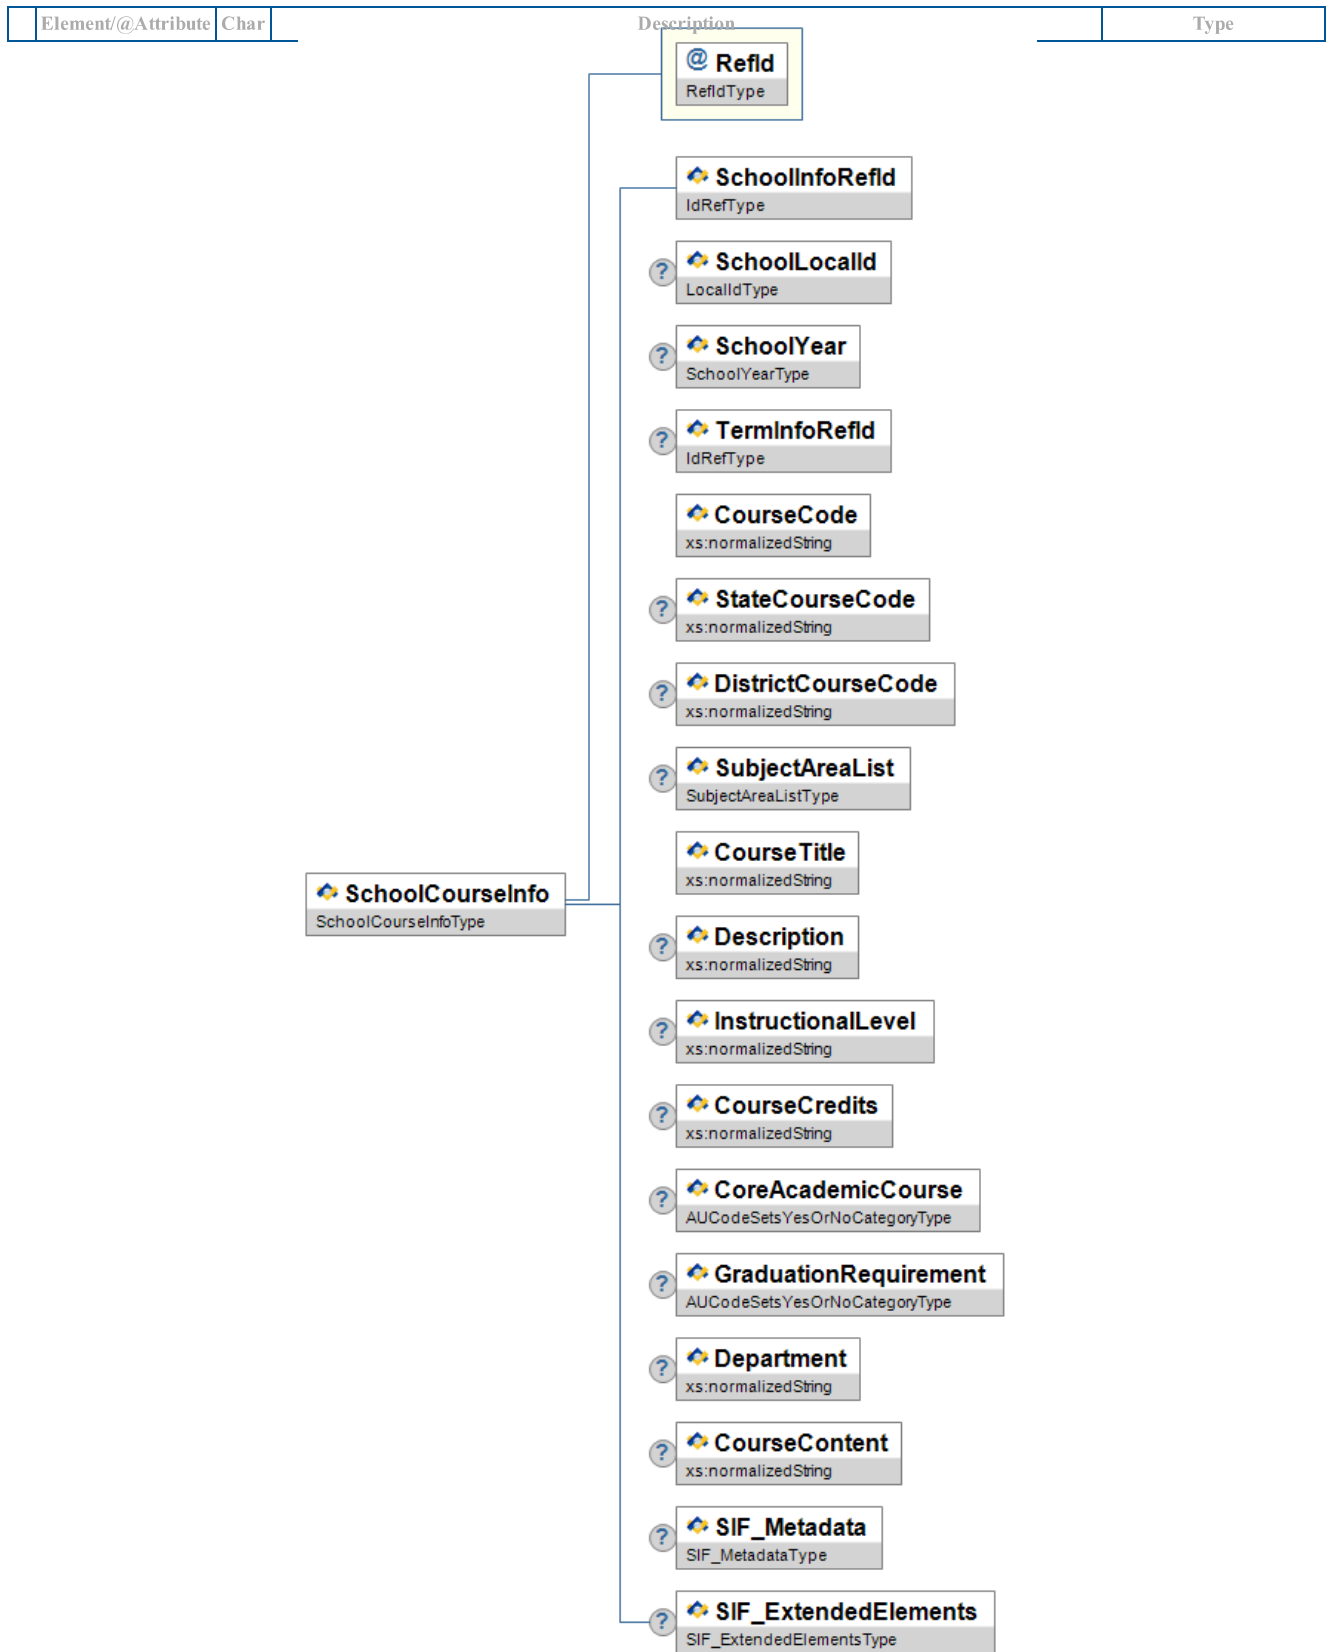 Element/@Attribute Char Description Type
@ RefId
RefIdType
SchoolInfoRefId
IdRefType
? SchoolLocalId
LocalIdType
? SchoolYear
SchoolYearType
? TermInfoRefId
IdRefType
CourseCode
xs:normalizedString
? StateCourseCode
xs:normalizedString
? DistrictCourseCode
xs:normalizedString
? SubjectAreaList
SubjectAreaListType
CourseTitle
xs:normalizedString
SchoolCourseInfo
SchoolCourseInfoType
? Description
xs:normalizedString
? InstructionalLevel
xs:normalizedString
? CourseCredits
xs:normalizedString
? CoreAcademicCourse
AUCodeSetsYesOrNoCategoryType
? GraduationRequirement
AUCodeSetsYesOrNoCategoryType
? Department
xs:normalizedString
? CourseContent
xs:normalizedString
? SIF_Metadata
SIF_MetadataType
? SIF_ExtendedElements
SIF_ExtendedElementsType